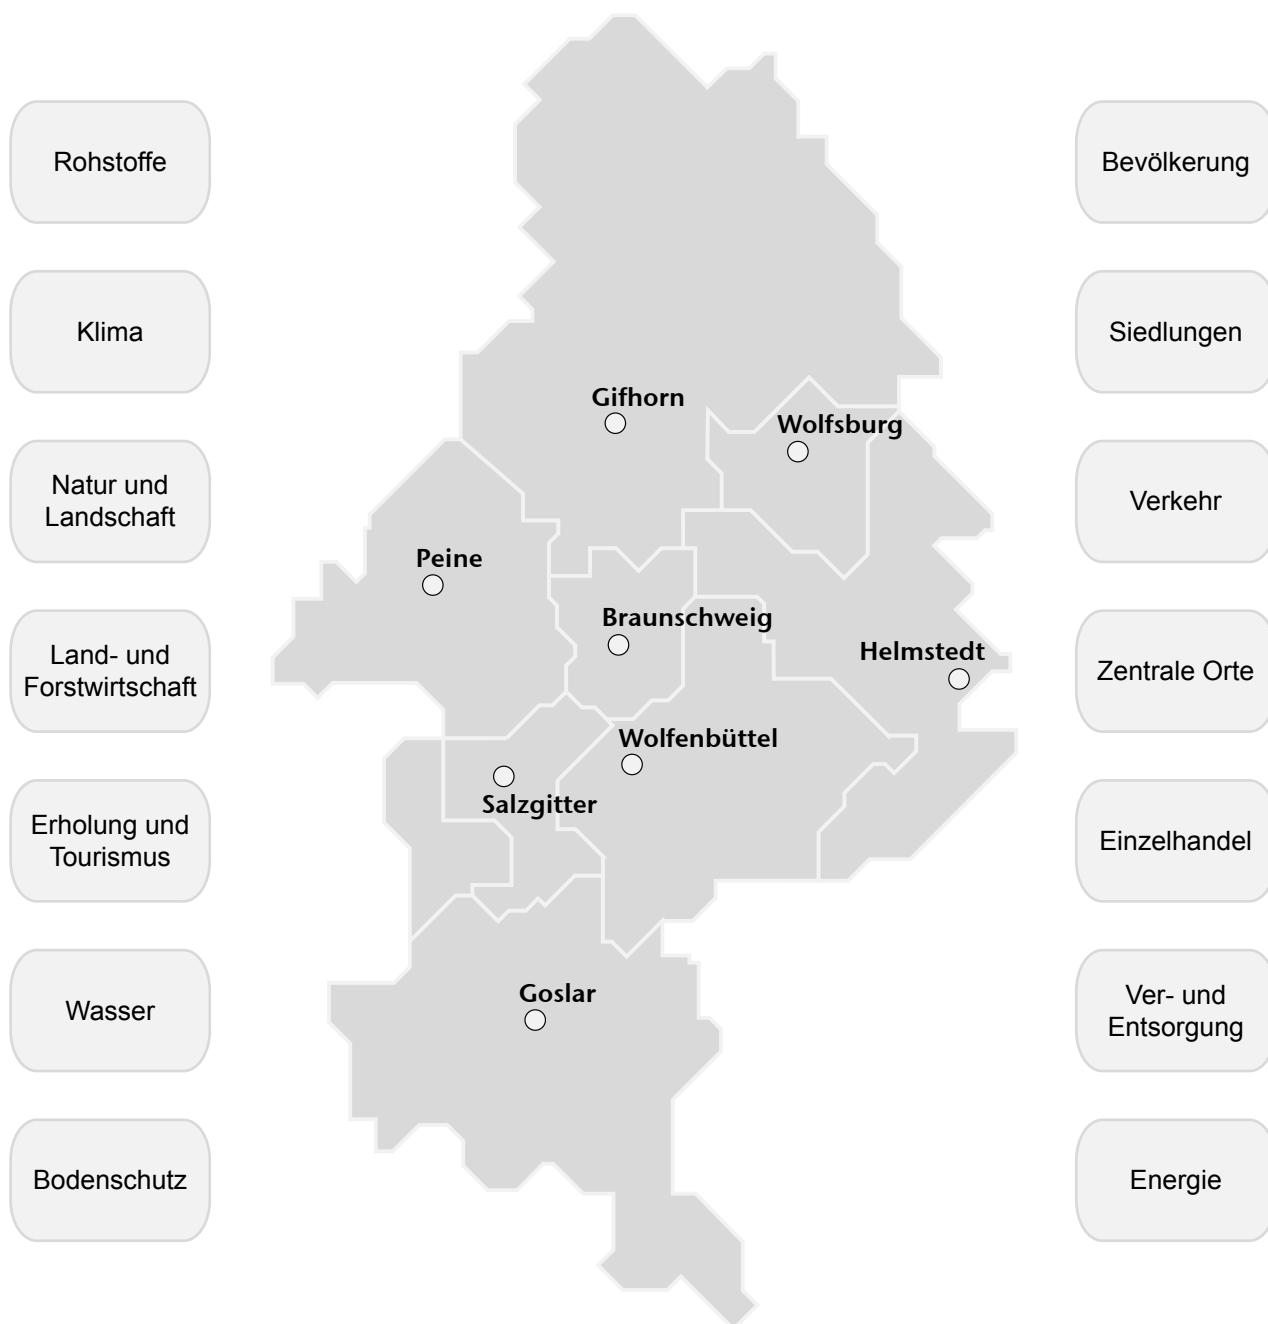 Rohstoffe
Klima
Natur und
Landschaft
Land- und
Forstwirtschaft
Erholung und
Tourismus
Wasser
Bodenschutz
Gifhorn
Wolfsburg
Peine
Braunschweig
Helmstedt
Wolfenbüttel
Salzgitter
Goslar
Bevölkerung
Siedlungen
Verkehr
Zentrale Orte
Einzelhandel
Ver- und
Entsorgung
Energie